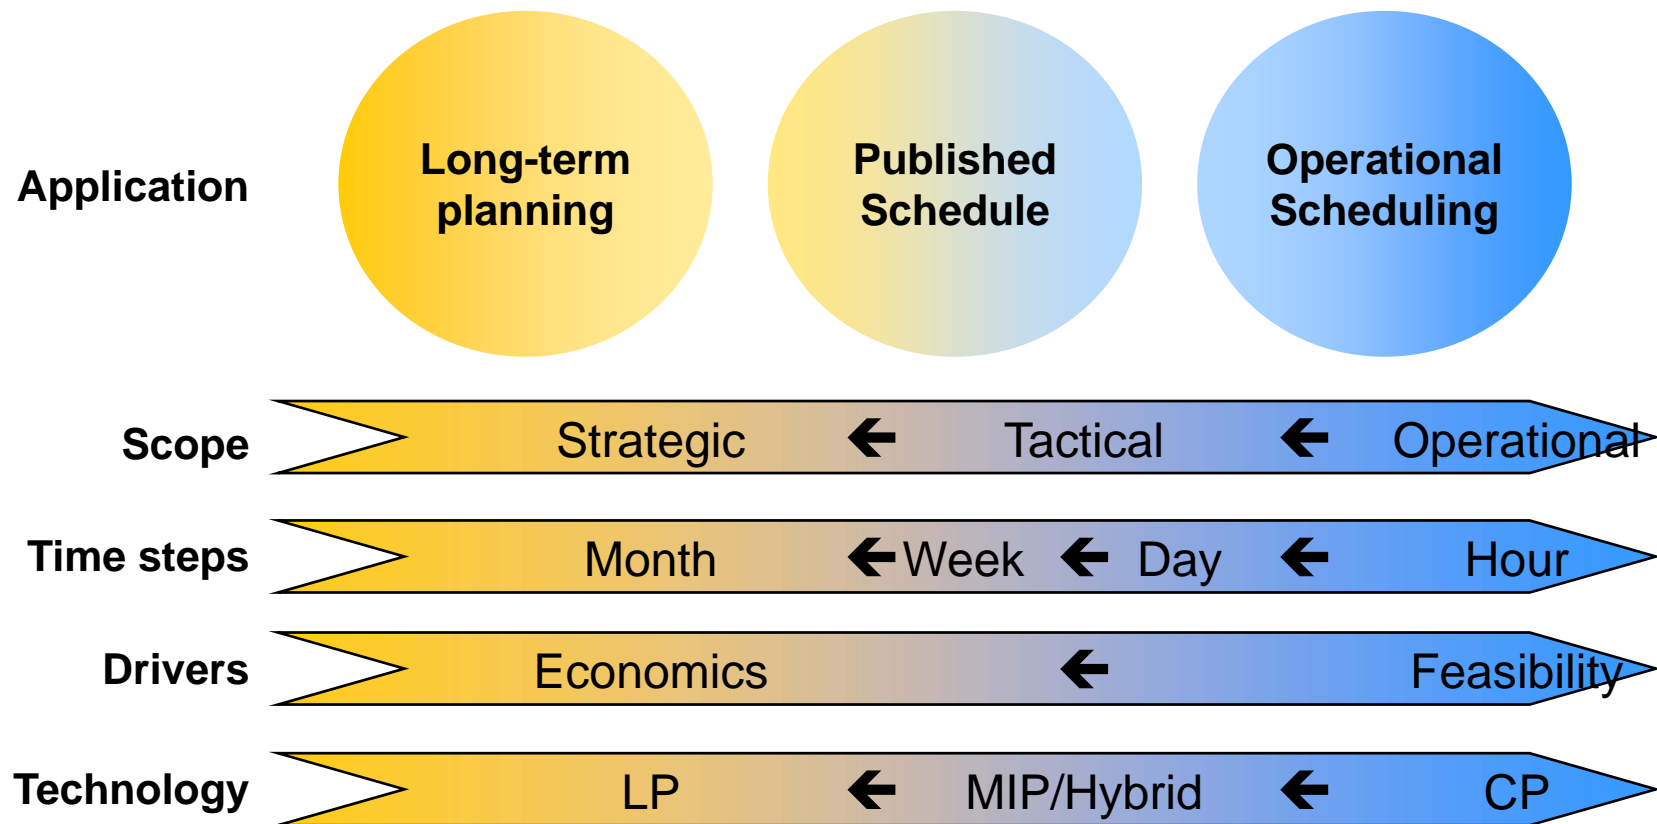 Application
Long-term
planning
Published
Schedule
Operational
Scheduling
Scope Strategic 🡰 Tactical 🡰 Operational
Time steps Month 🡰 Week 🡰 Day 🡰 Hour
Drivers Economics 🡰 Feasibility
Technology LP 🡰 MIP/Hybrid 🡰 CP